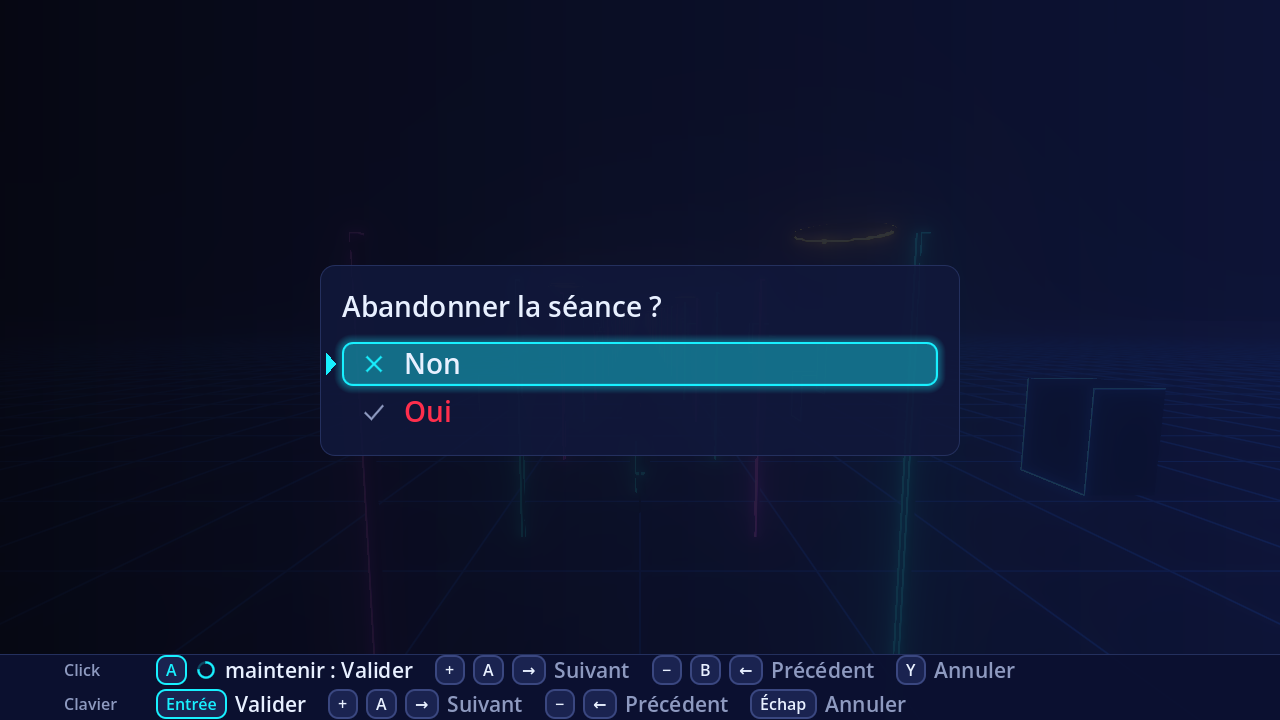 Abandonner la séance ?
Non
Oui
Click A maintenir : Valider + A → Suivant − B ← Précédent Y Annuler
Clavier Entrée Valider + A → Suivant − ← Précédent Échap Annuler